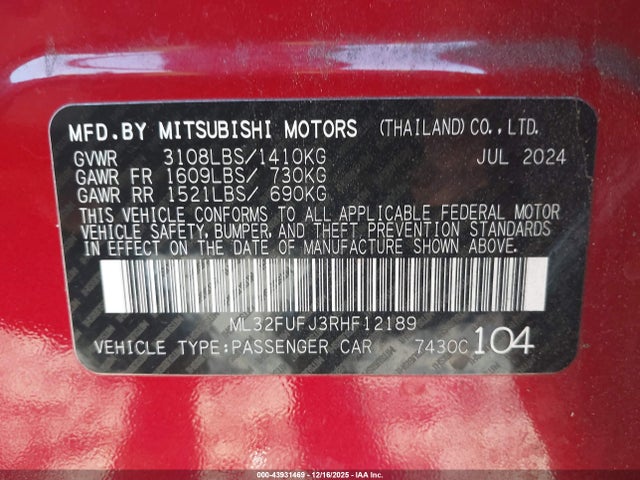 MFD.BY MITSUBISHI MOTORS (THAILAND)CO.,LTD.
GVWR 3108LBS/1410KG JUL 2024
GAWR FR 1609LBS/ 730KG
GAWR RR 1521LBS/ 690KG
THIS VEHICLE CONFORMS TO ALL APPLICABLE FEDERAL MOTOR
VEHICLE SAFETY, BUMPER, AND THEFT PREVENTION STANDARDS
IN EFFECT ON THE DATE OF MANUFACTURE SHOWN ABOVE.
ML32FUFJ3RHF12189
VEHICLE TYPE:PASSENGER CAR 7430C 104
00-43931469 - 12/16/2025 - IAA Inc.